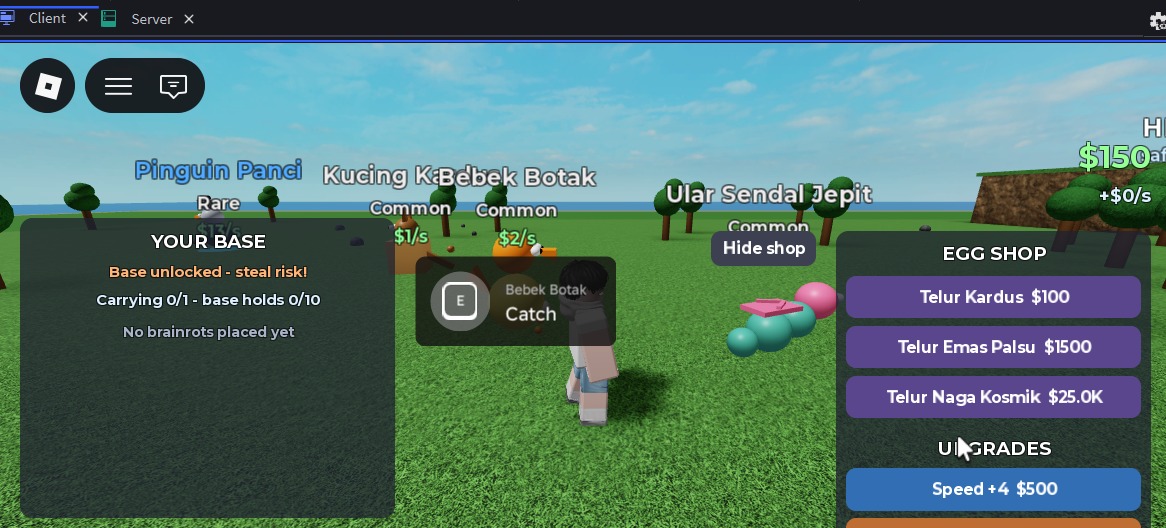 Client
Server
Pinguin Panci
Rare
$13/s
Kucing
Common
$1/s
Bebek Botak
Common
$2/s
Ular Sendal Jepit
Common
$150
+$0/s
YOUR BASE
Base unlocked - steal risk!
Carrying 0/1 - base holds 0/10
No brainrots placed yet
E
Bebek Botak
Catch
Hide shop
EGG SHOP
Telur Kardus $100
Telur Emas Palsu $1500
Telur Naga Kosmik $25.0K
UPGRADES
Speed +4 $500